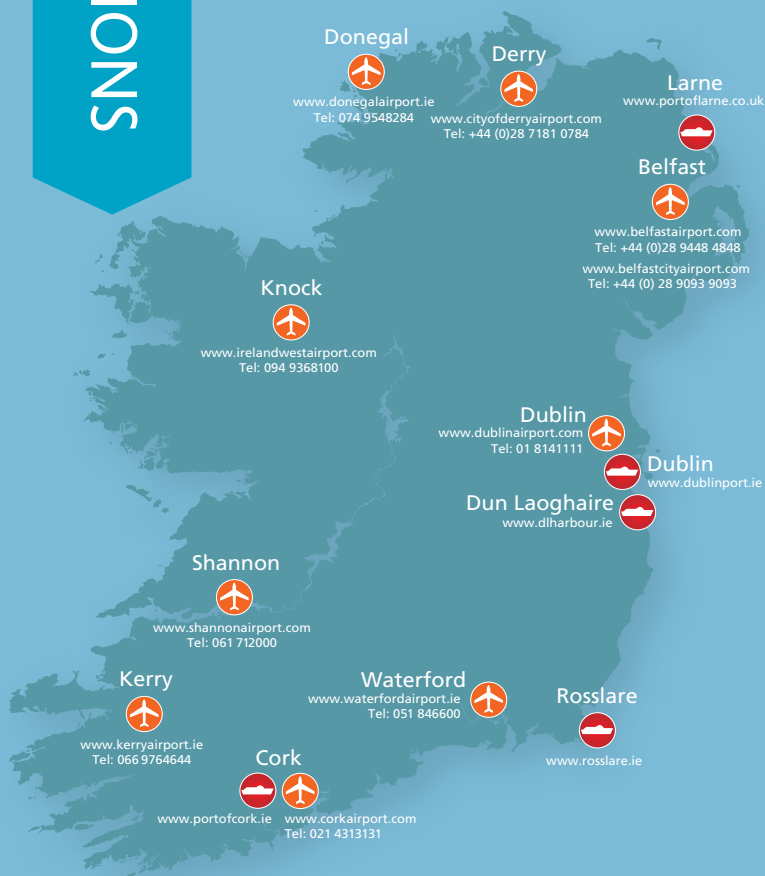 IONS
Donegal
www.donegalairport.ie
Tel: 074 9548284
Derry
www.cityofderryairport.com
Tel: +44 (0)28 7181 0784
Larne
www.portoflarne.co.uk
Belfast
www.belfastairport.com
Tel: +44 (0)28 9448 4848
www.belfastcityairport.com
Tel: +44 (0) 28 9093 9093
Knock
www.irelandwestairport.com
Tel: 094 9368100
Dublin
www.dublinairport.com
Tel: 01 8141111
Dublin
www.dublinport.ie
Dun Laoghaire
www.dlharbour.ie
Shannon
www.shannonairport.com
Tel: 061 712000
Kerry
www.kerryairport.ie
Tel: 066 9764644
Waterford
www.waterfordairport.ie
Tel: 051 846600
Rosslare
www.rosslare.ie
Cork
www.portofcork.ie
www.corkairport.com
Tel: 021 4313131